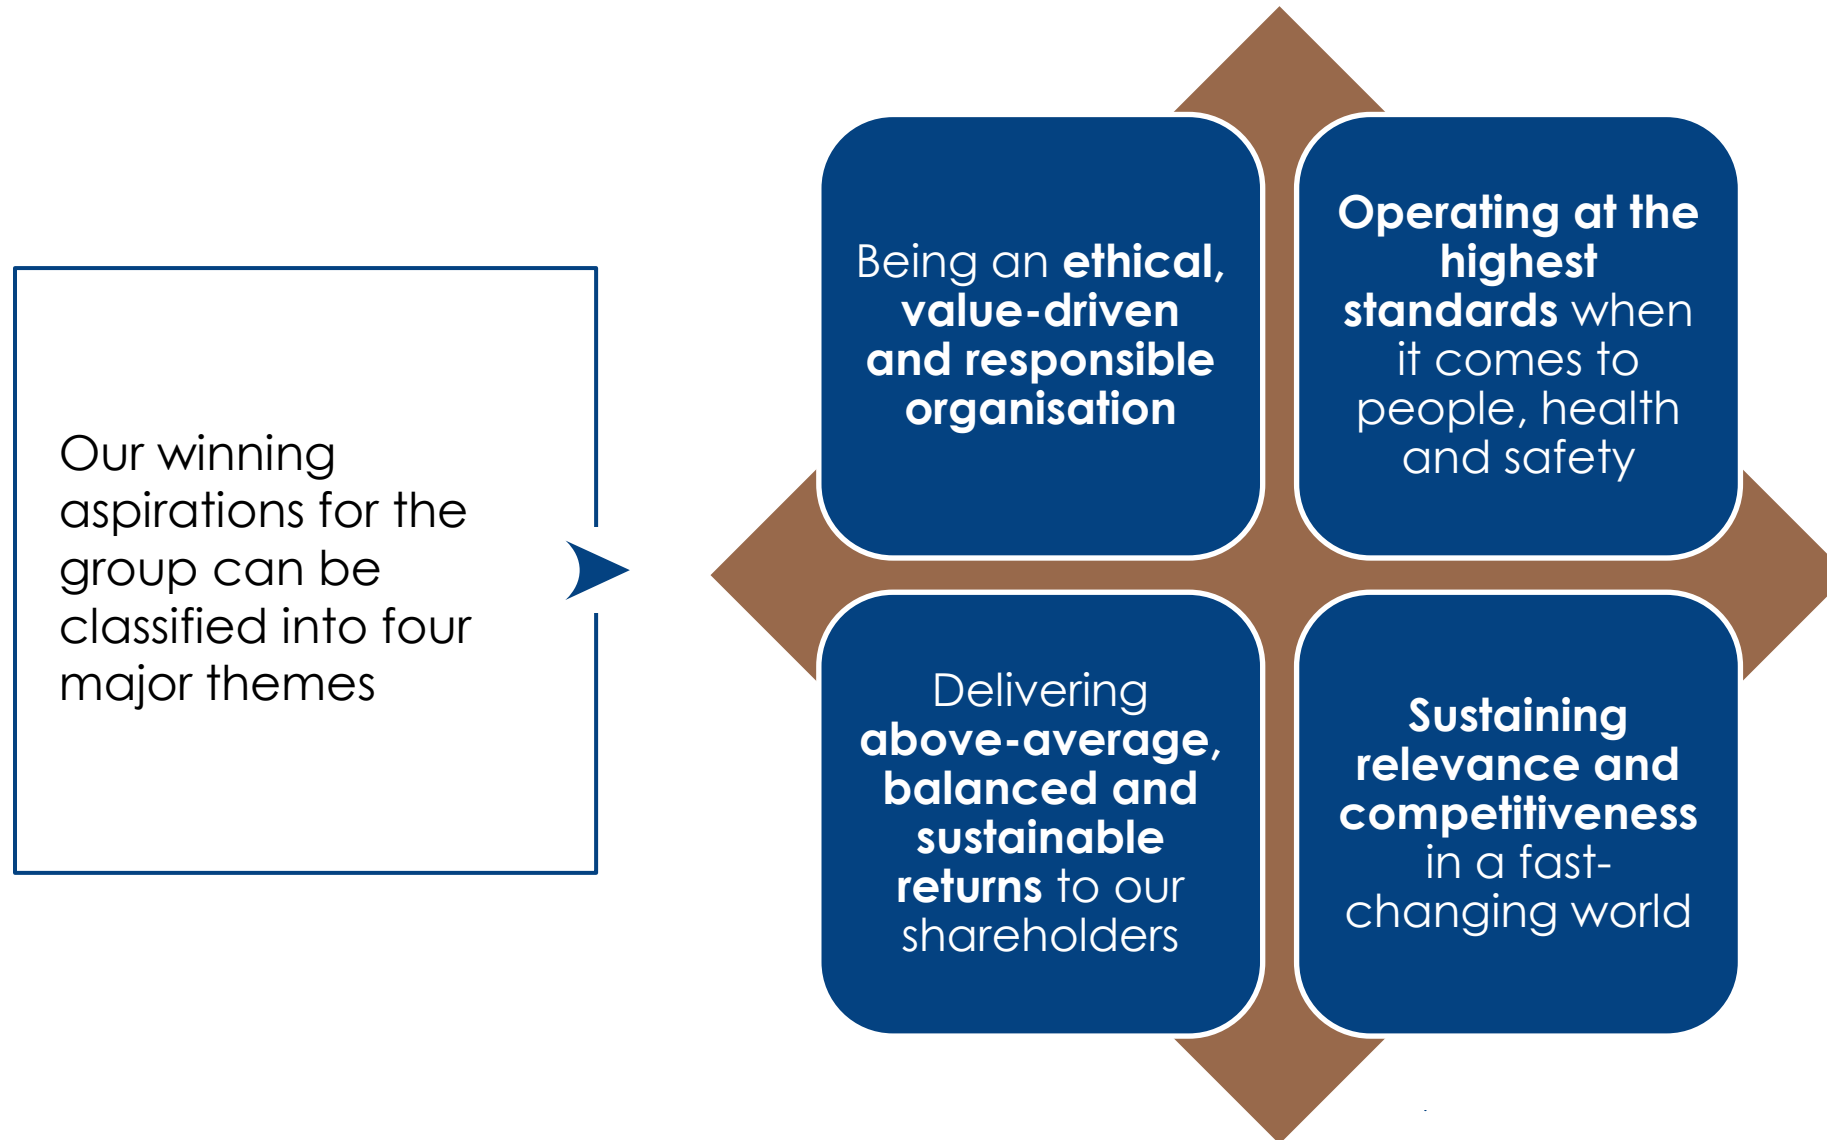 Our winning
aspirations for the
group can be
classified into four
major themes
Being an ethical,
value-driven
and responsible
organisation
Operating at the
highest
standards when
it comes to
people, health
and safety
Delivering
above-average,
balanced and
sustainable
returns to our
shareholders
Sustaining
relevance and
competitiveness
in a fast-
changing world